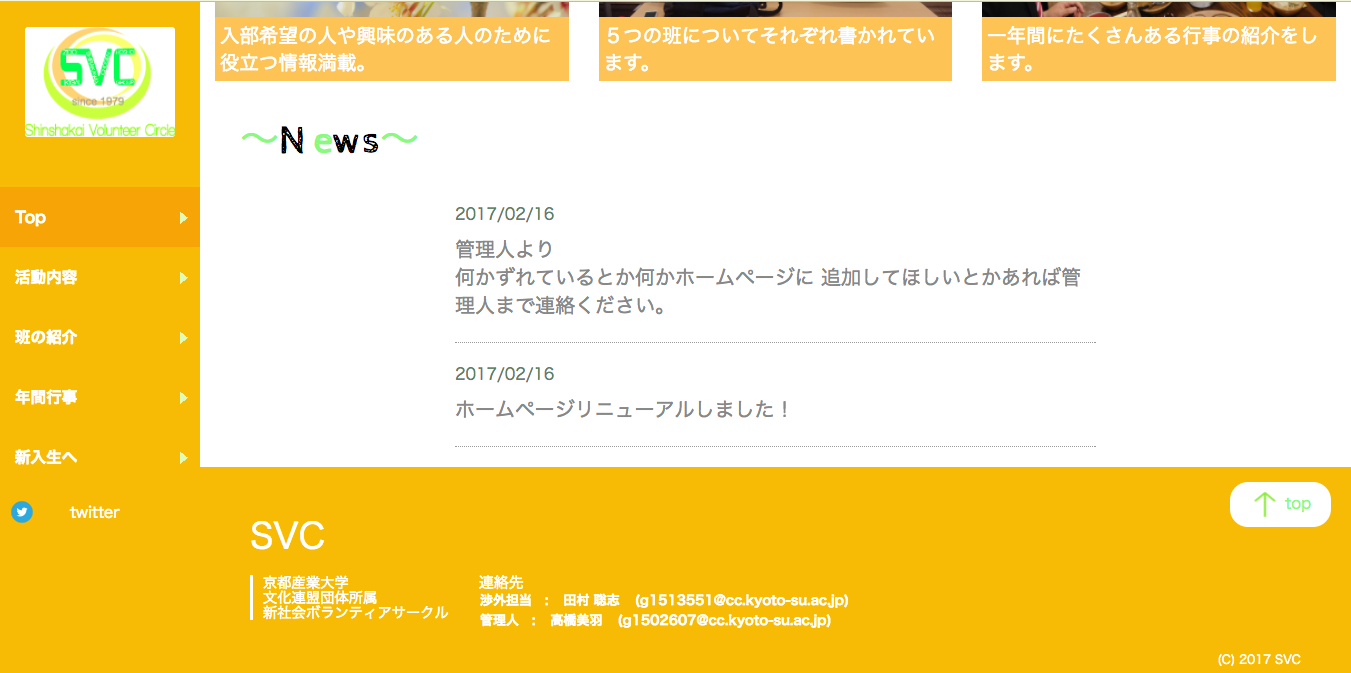 SVC
since 1979
Shinshakai Volunteer Circle
Top
活動内容
班の紹介
年間行事
新入生へ
twitter
入部希望の人や興味のある人のために
役立つ情報満載。
５つの班についてそれぞれ書かれてい
ます。
一年間にたくさんある行事の紹介をし
ます。
〜News〜
2017/02/16
管理人より
何かずれているとか何かホームページに 追加してほしいとかあれば管
理人まで連絡ください。
2017/02/16
ホームページリニューアルしました！
↑ top
SVC
京都産業大学
文化連盟団体所属
新社会ボランティアサークル
連絡先
渉外担当　：　田村 聡志　(g1513551@cc.kyoto-su.ac.jp)
管理人　：　高橋美羽　(g1502607@cc.kyoto-su.ac.jp)
(C) 2017 SVC